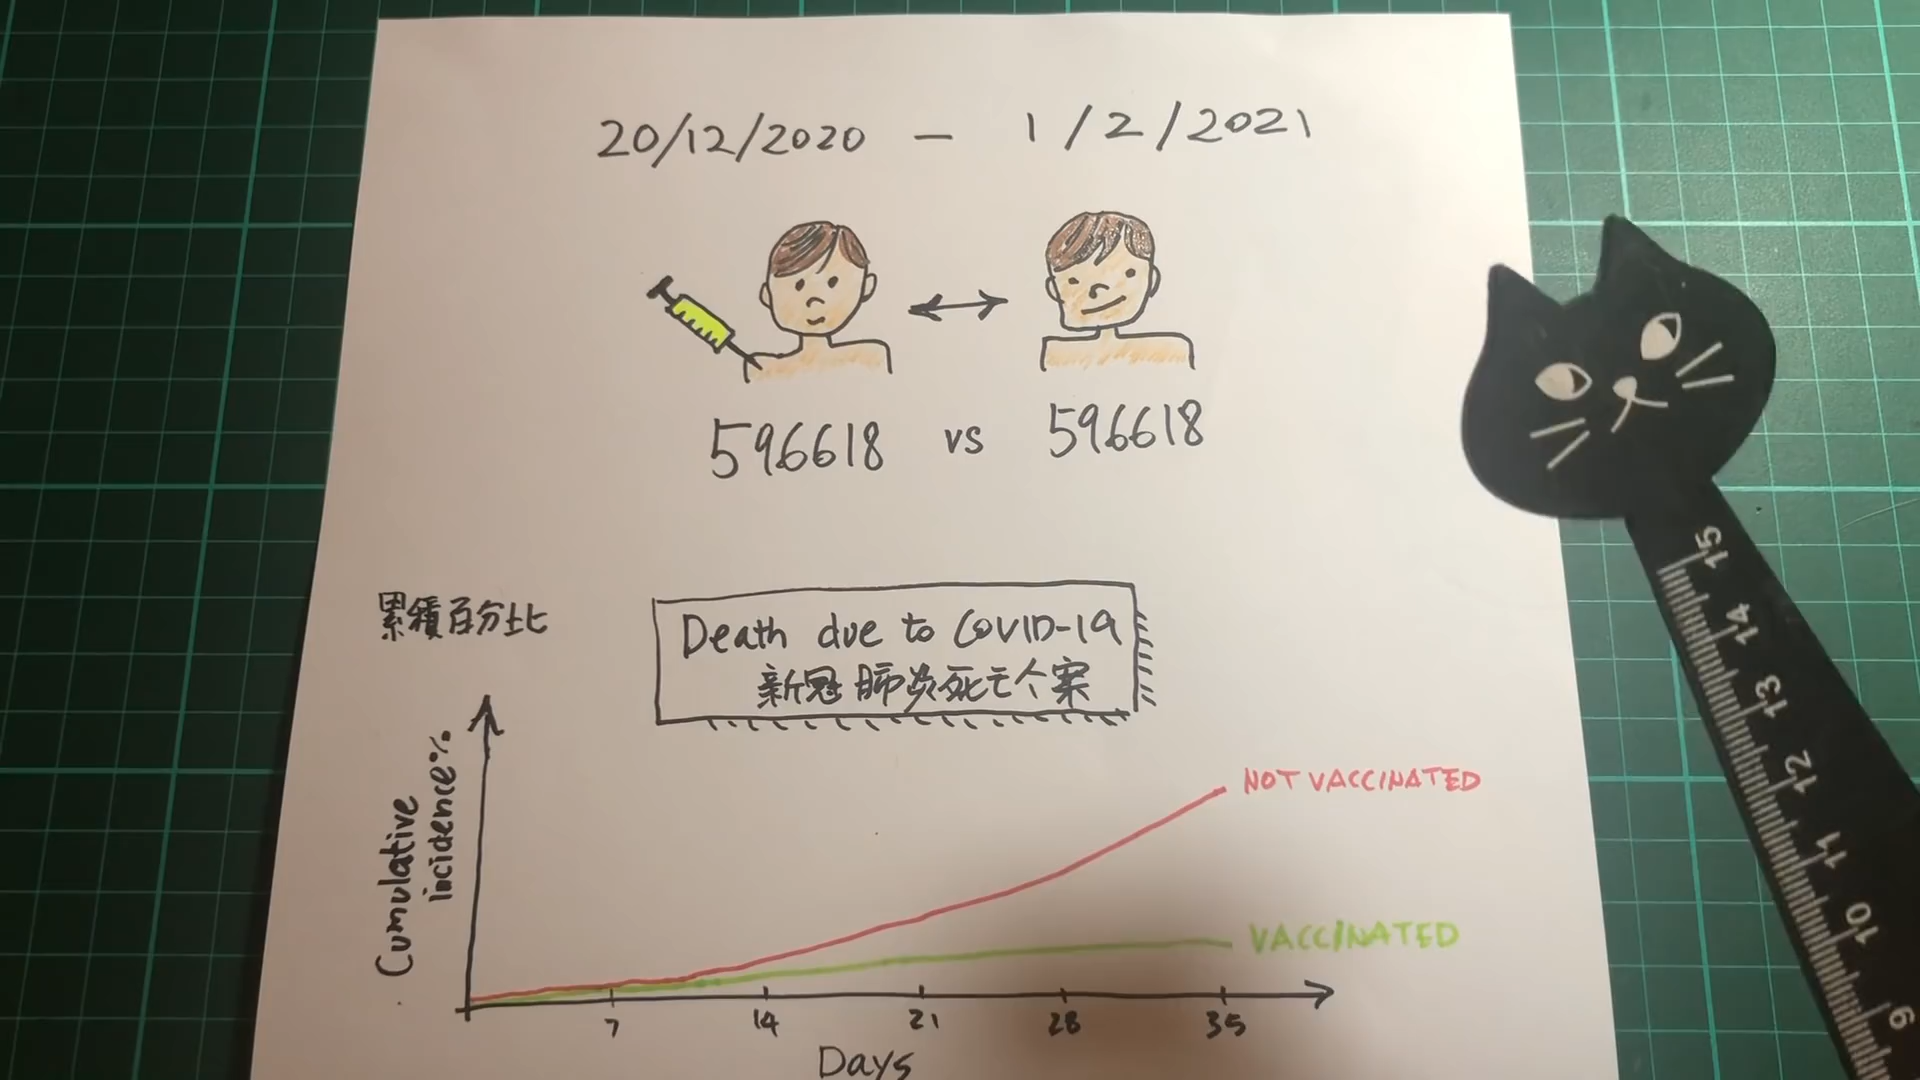 20/12/2020 - 1/2/2021
596618 vs 596618
累積百分比
Death due to COVID-19
新冠肺炎死亡个案
Cumulative
incidence%
NOT VACCINATED
VACCINATED
7 14 21 28 35
Days
15
14
13
12
11
10
9